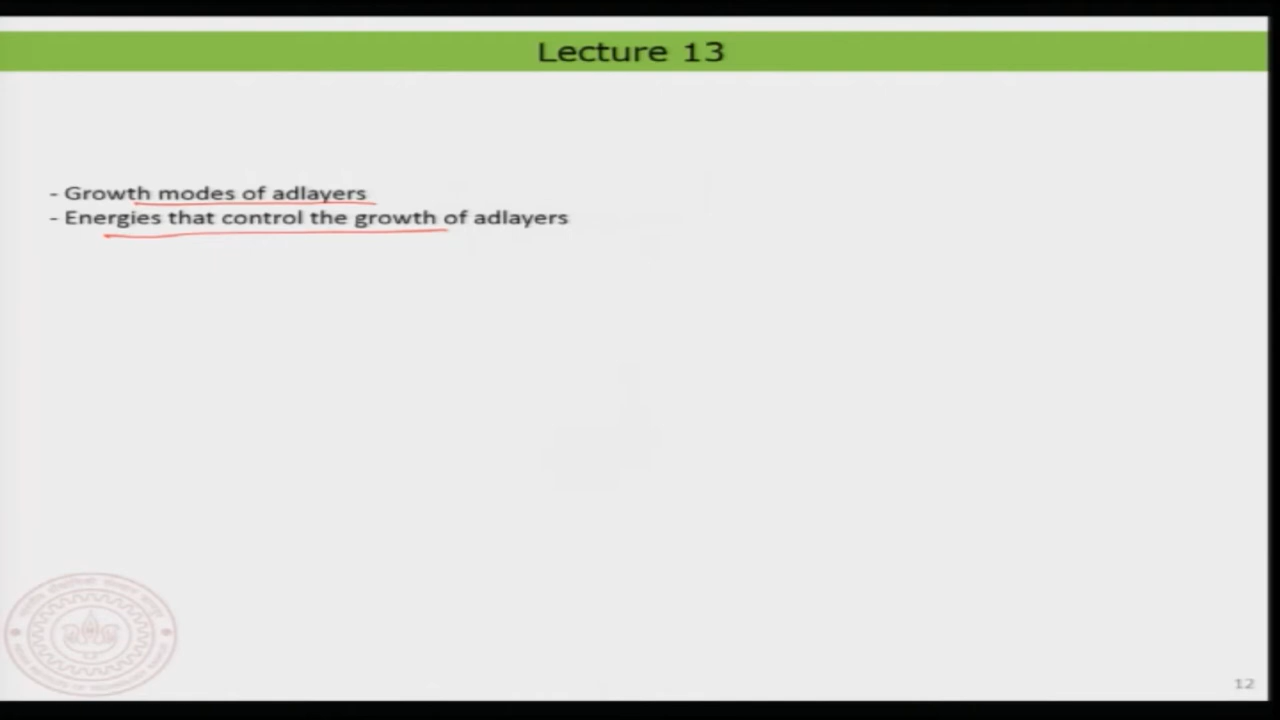 Lecture 13
- Growth modes of adlayers
- Energies that control the growth of adlayers
12